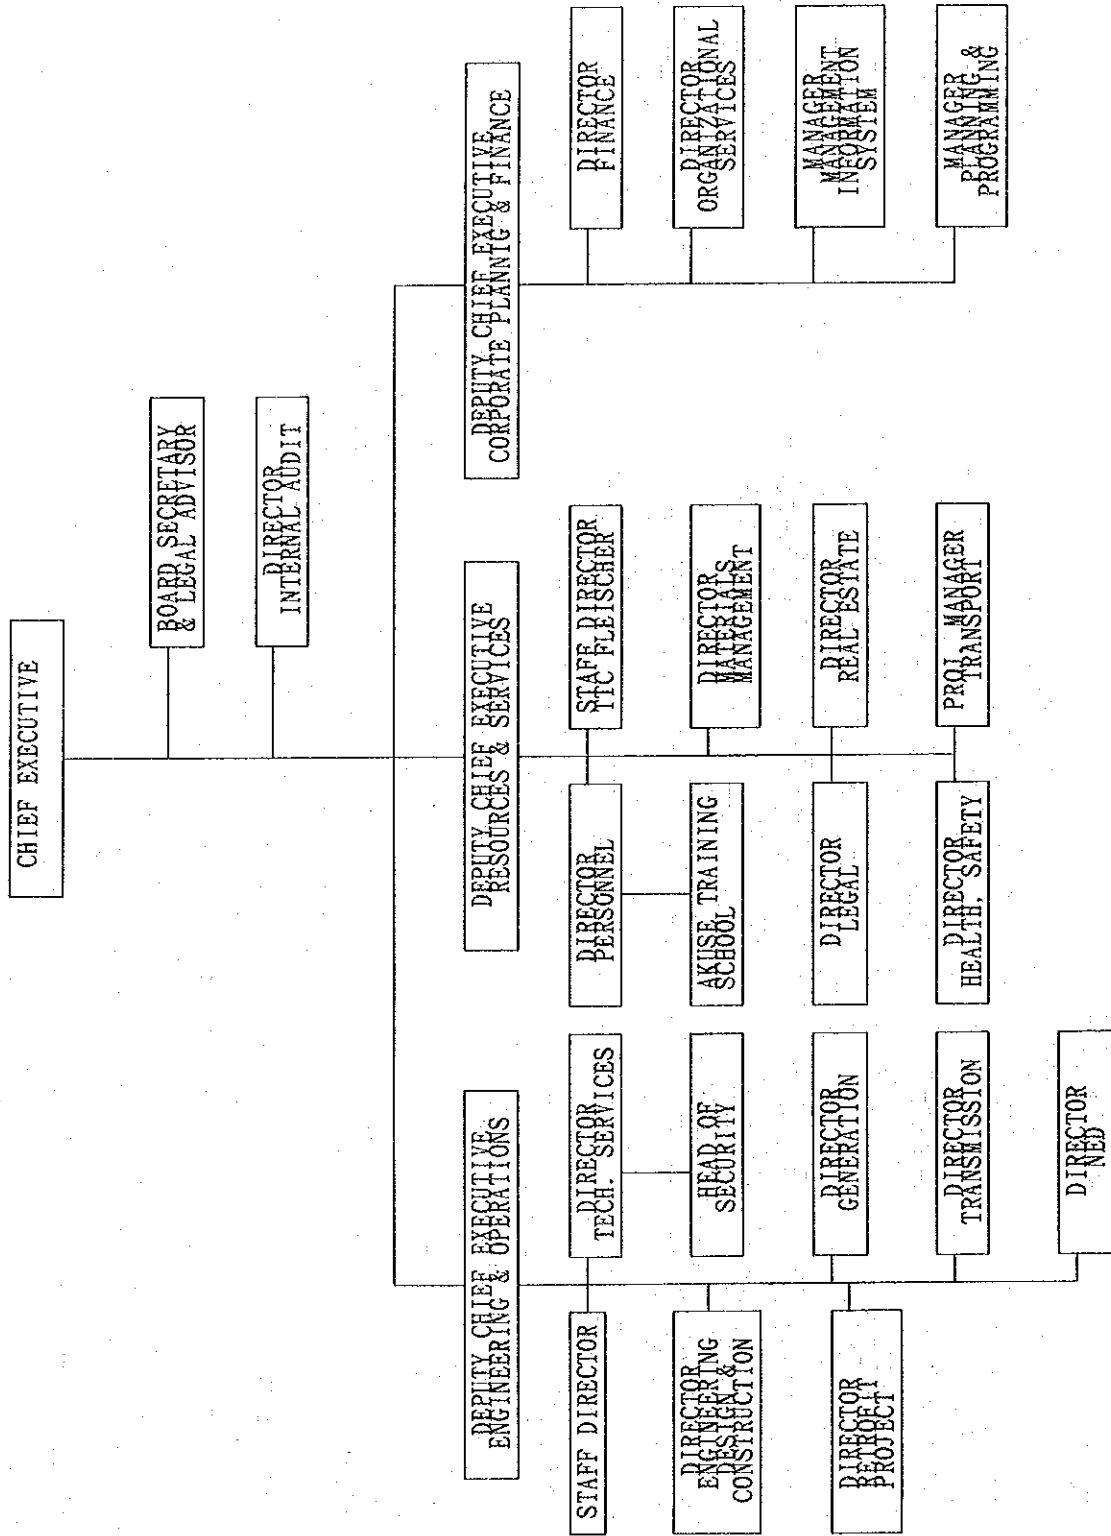 CHIEF EXECUTIVE
BOARD SECRETARY
& LEGAL ADVISOR
DIRECTOR
INTERNAL AUDIT
DEPUTY CHIEF EXECUTIVE
ENGINEERING & OPERATIONS
DEPUTY CHIEF EXECUTIVE
RESOURCES & SERVICES
DEPUTY CHIEF EXECUTIVE
CORPORATE PLANNIG & FINANCE
STAFF DIRECTOR
DIRECTOR
ENGINEERING
DESIGN &
CONSTRUCTION
DIRECTOR
RETROFIT
PROJECT
DIRECTOR
TECH. SERVICES
HEAD OF
SECURITY
DIRECTOR
GENERATION
DIRECTOR
TRANSMISSION
DIRECTOR
NED
DIRECTOR
PERSONNEL
AKUSE TRAINING
SCHOOL
DIRECTOR
LEGAL
DIRECTOR
HEALTH, SAFETY
STAFF DIRECTOR
TTC FLEISCHER
DIRECTOR
MATERIALS
MANAGEMENT
DIRECTOR
REAL ESTATE
PROJ. MANAGER
TRANSPORT
DIRECTOR
FINANCE
DIRECTOR
ORGANIZATIONAL
SERVICES
MANAGER
MANAGEMENT
INFORMATION
SYSTEM
MANAGER
PLANNING &
PROGRAMMING